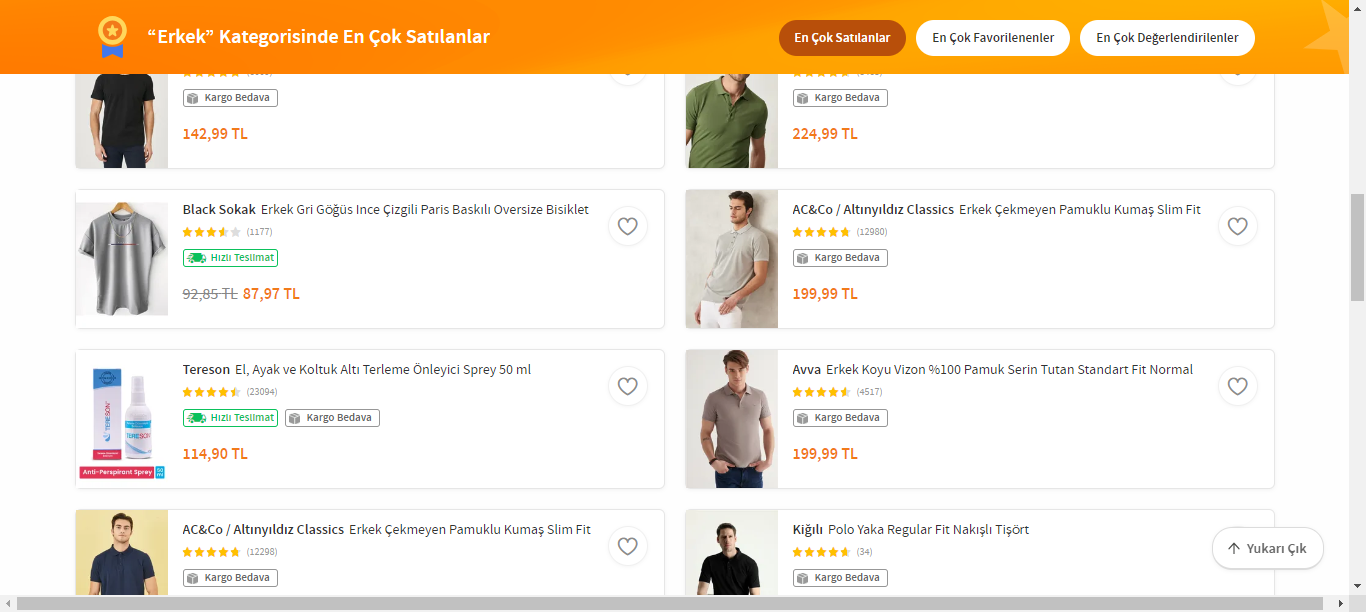 “Erkek” Kategorisinde En Çok Satılanlar
En Çok Satılanlar
En Çok Favorilenenler
En Çok Değerlendirilenler
Kargo Bedava
142,99 TL
Kargo Bedava
224,99 TL
Black Sokak Erkek Gri Göğüs Ince Çizgili Paris Baskılı Oversize Bisiklet
(1177)
Hızlı Teslimat
92,85 TL 87,97 TL
AC&Co / Altınyıldız Classics Erkek Çekmeyen Pamuklu Kumaş Slim Fit
(12980)
Kargo Bedava
199,99 TL
TERESON
TERESON
Anti-Perspirant Sprey 50 ml
Tereson El, Ayak ve Koltuk Altı Terleme Önleyici Sprey 50 ml
(23094)
Hızlı Teslimat Kargo Bedava
114,90 TL
Avva Erkek Koyu Vizon %100 Pamuk Serin Tutan Standart Fit Normal
(4517)
Kargo Bedava
199,99 TL
AC&Co / Altınyıldız Classics Erkek Çekmeyen Pamuklu Kumaş Slim Fit
(12298)
Kargo Bedava
Kiğılı Polo Yaka Regular Fit Nakışlı Tişört
(34)
Kargo Bedava
Yukarı Çık